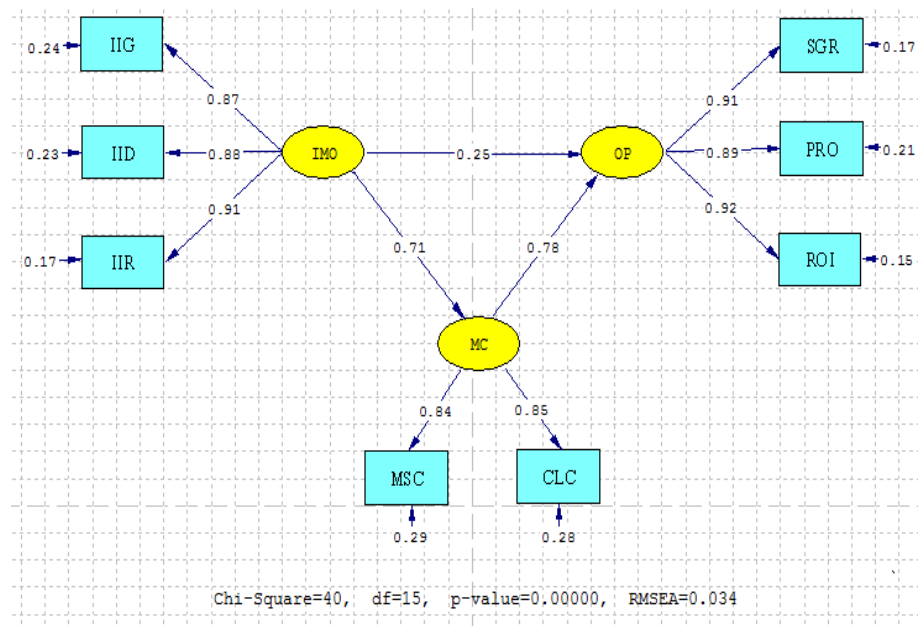 0.24
IIG
0.87
SGR
0.17
0.91
0.23
IID
0.88
IMO
0.25
OP
0.89
PRO
0.21
0.91
0.92
0.17
IIR
0.71
0.78
ROI
0.15
MC
0.84
0.85
MSC
CLC
0.29
0.28
Chi-Square=40, df=15, p-value=0.00000, RMSEA=0.034